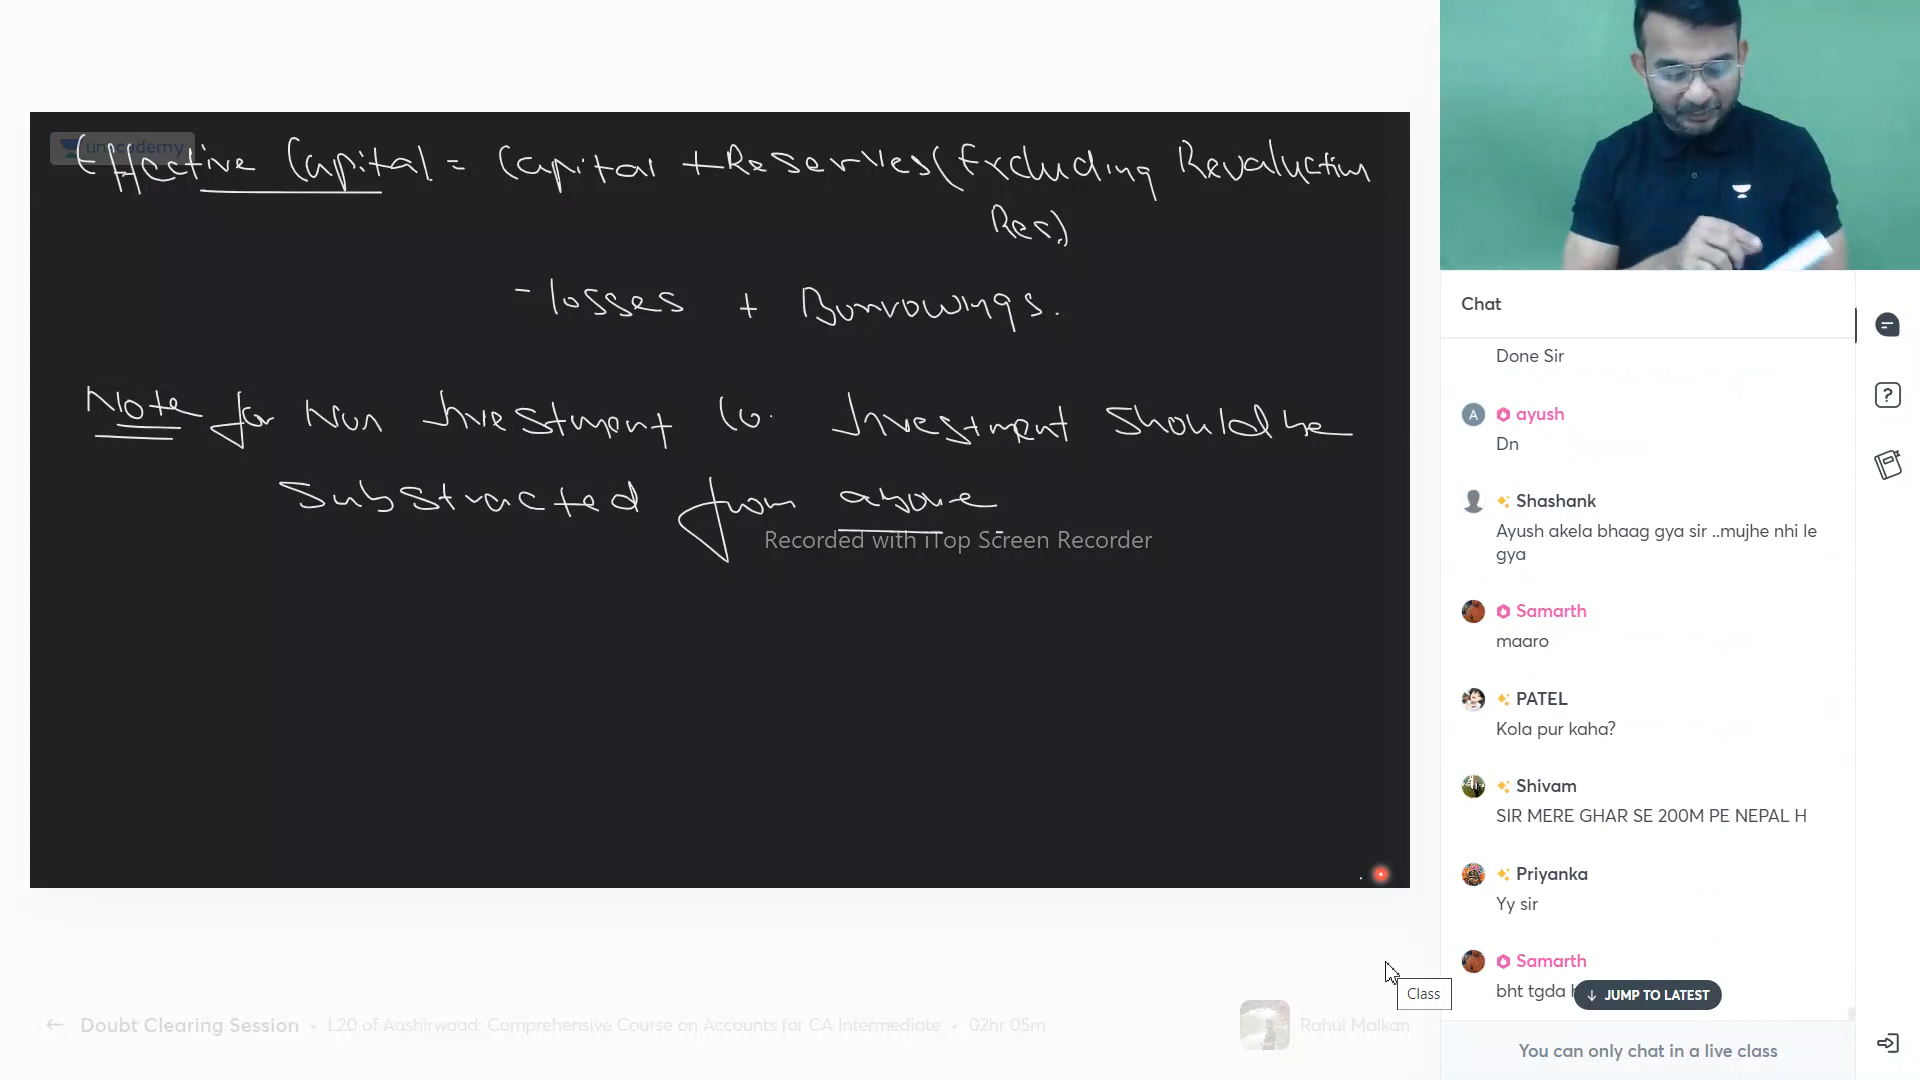 unacademy
Effective Capital = Capital + Reserves (Excluding Revaluation
Res.)
- losses + Borrowings.
Note for Non Investment Co. Investment should be
substracted from above.
Recorded with iTop Screen Recorder
Chat
Done Sir
A ayush
Dn
Shashank
Ayush akela bhaag gya sir ..mujhe nhi le
gya
Samarth
maaro
PATEL
Kola pur kaha?
Shivam
SIR MERE GHAR SE 200M PE NEPAL H
Priyanka
Yy sir
Samarth
bht tgda
JUMP TO LATEST
You can only chat in a live class
Class
Doubt Clearing Session • L20 of Aashirwaad: Comprehensive Course on Accounts for CA Intermediate • 02hr 05m
Rahul Malkan